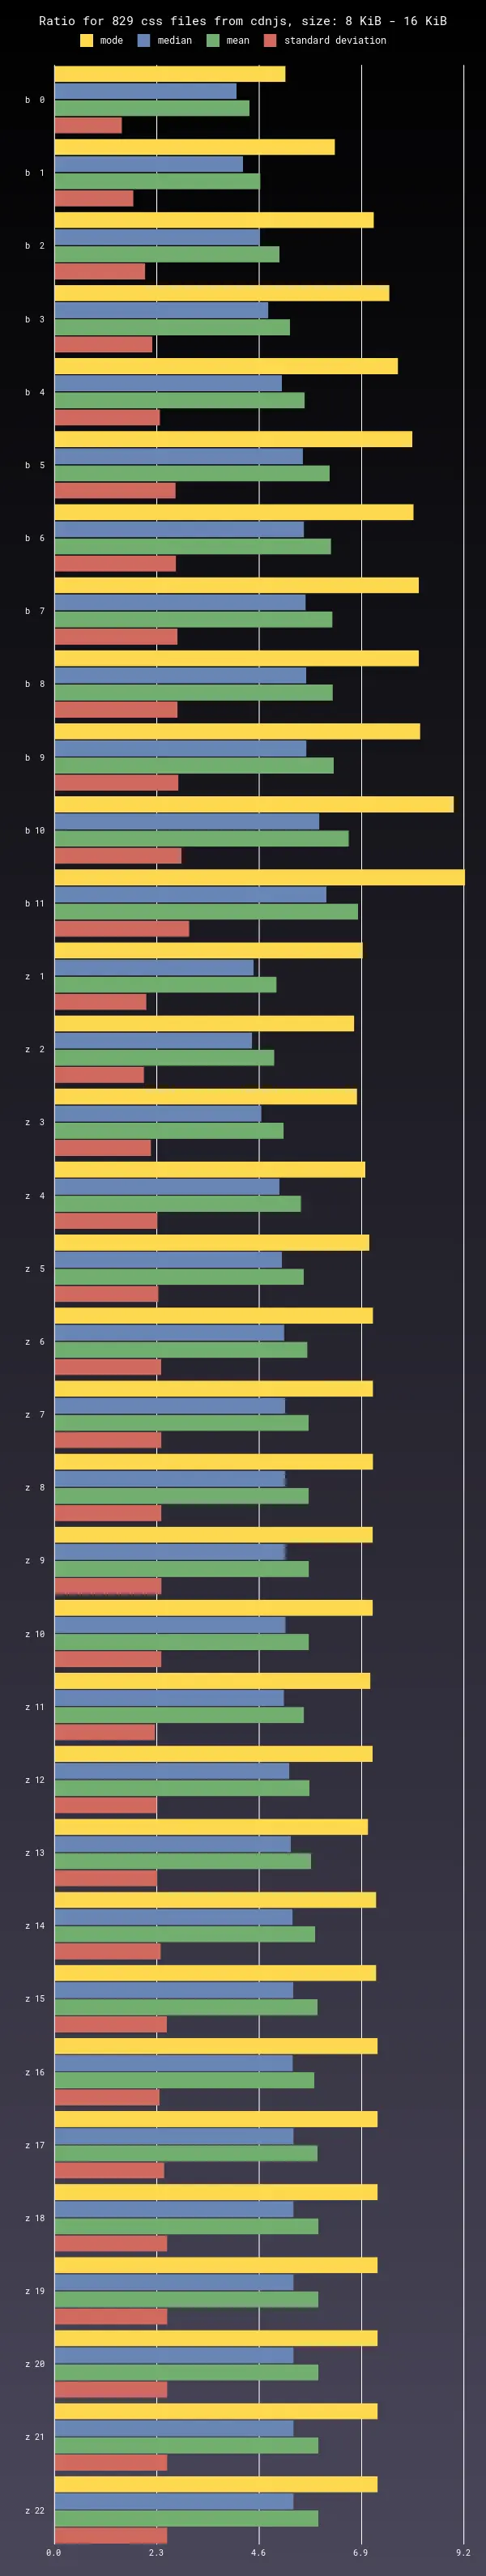 Ratio for 829 css files from cdnjs, size: 8 KiB - 16 KiB
mode median mean standard deviation
b 0
b 1
b 2
b 3
b 4
b 5
b 6
b 7
b 8
b 9
b 10
b 11
z 1
z 2
z 3
z 4
z 5
z 6
z 7
z 8
z 9
z 10
z 11
z 12
z 13
z 14
z 15
z 16
z 17
z 18
z 19
z 20
z 21
z 22
0.0 2.3 4.6 6.9 9.2